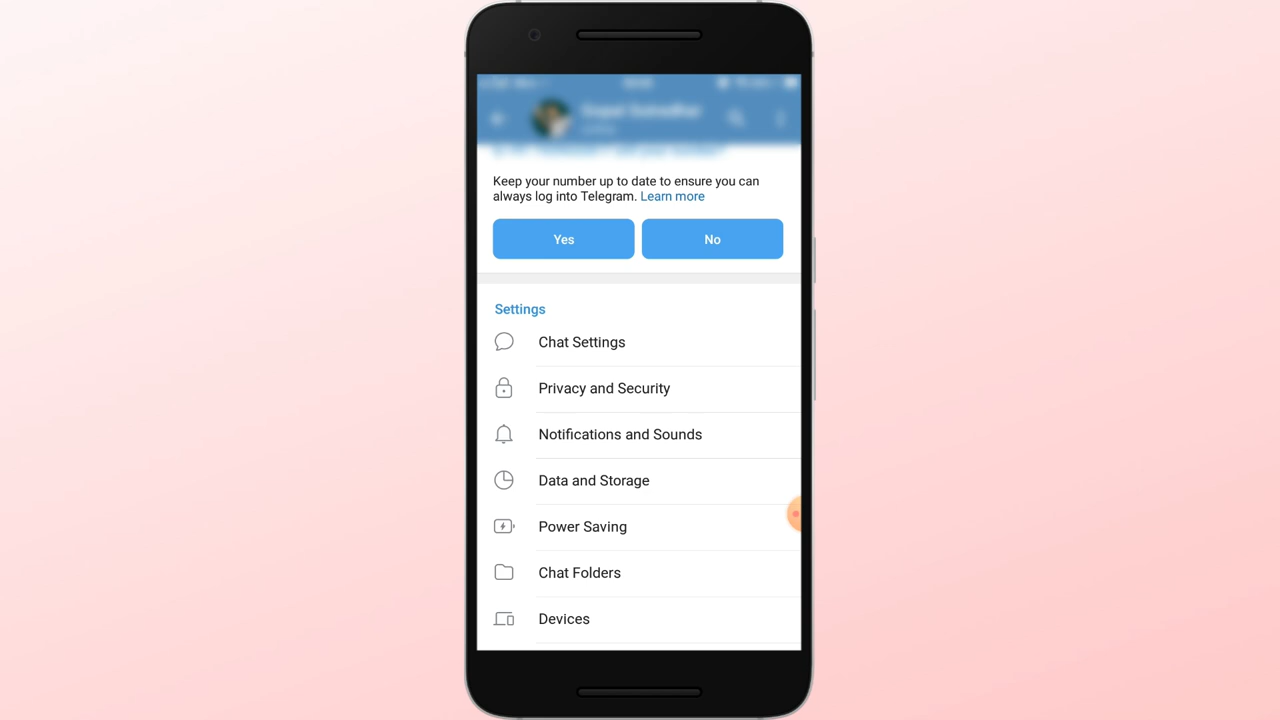 Keep your number up to date to ensure you can
always log into Telegram. Learn more
Yes No
Settings
Chat Settings
Privacy and Security
Notifications and Sounds
Data and Storage
Power Saving
Chat Folders
Devices